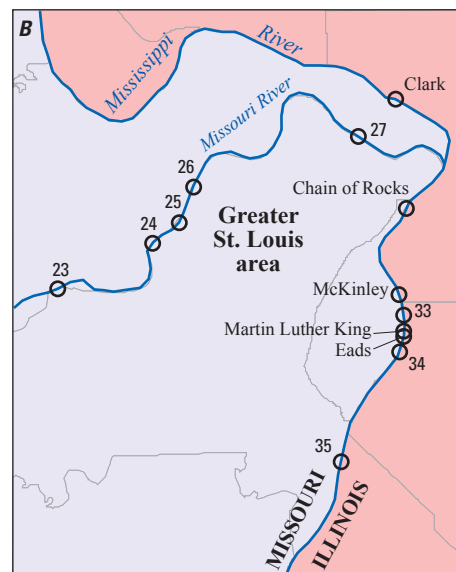 B
Mississippi
River
Clark
Missouri River
27
26
Chain of Rocks
25
Greater
St. Louis
area
24
23
McKinley
33
Martin Luther King
Eads
34
35
MISSOURI
ILLINOIS